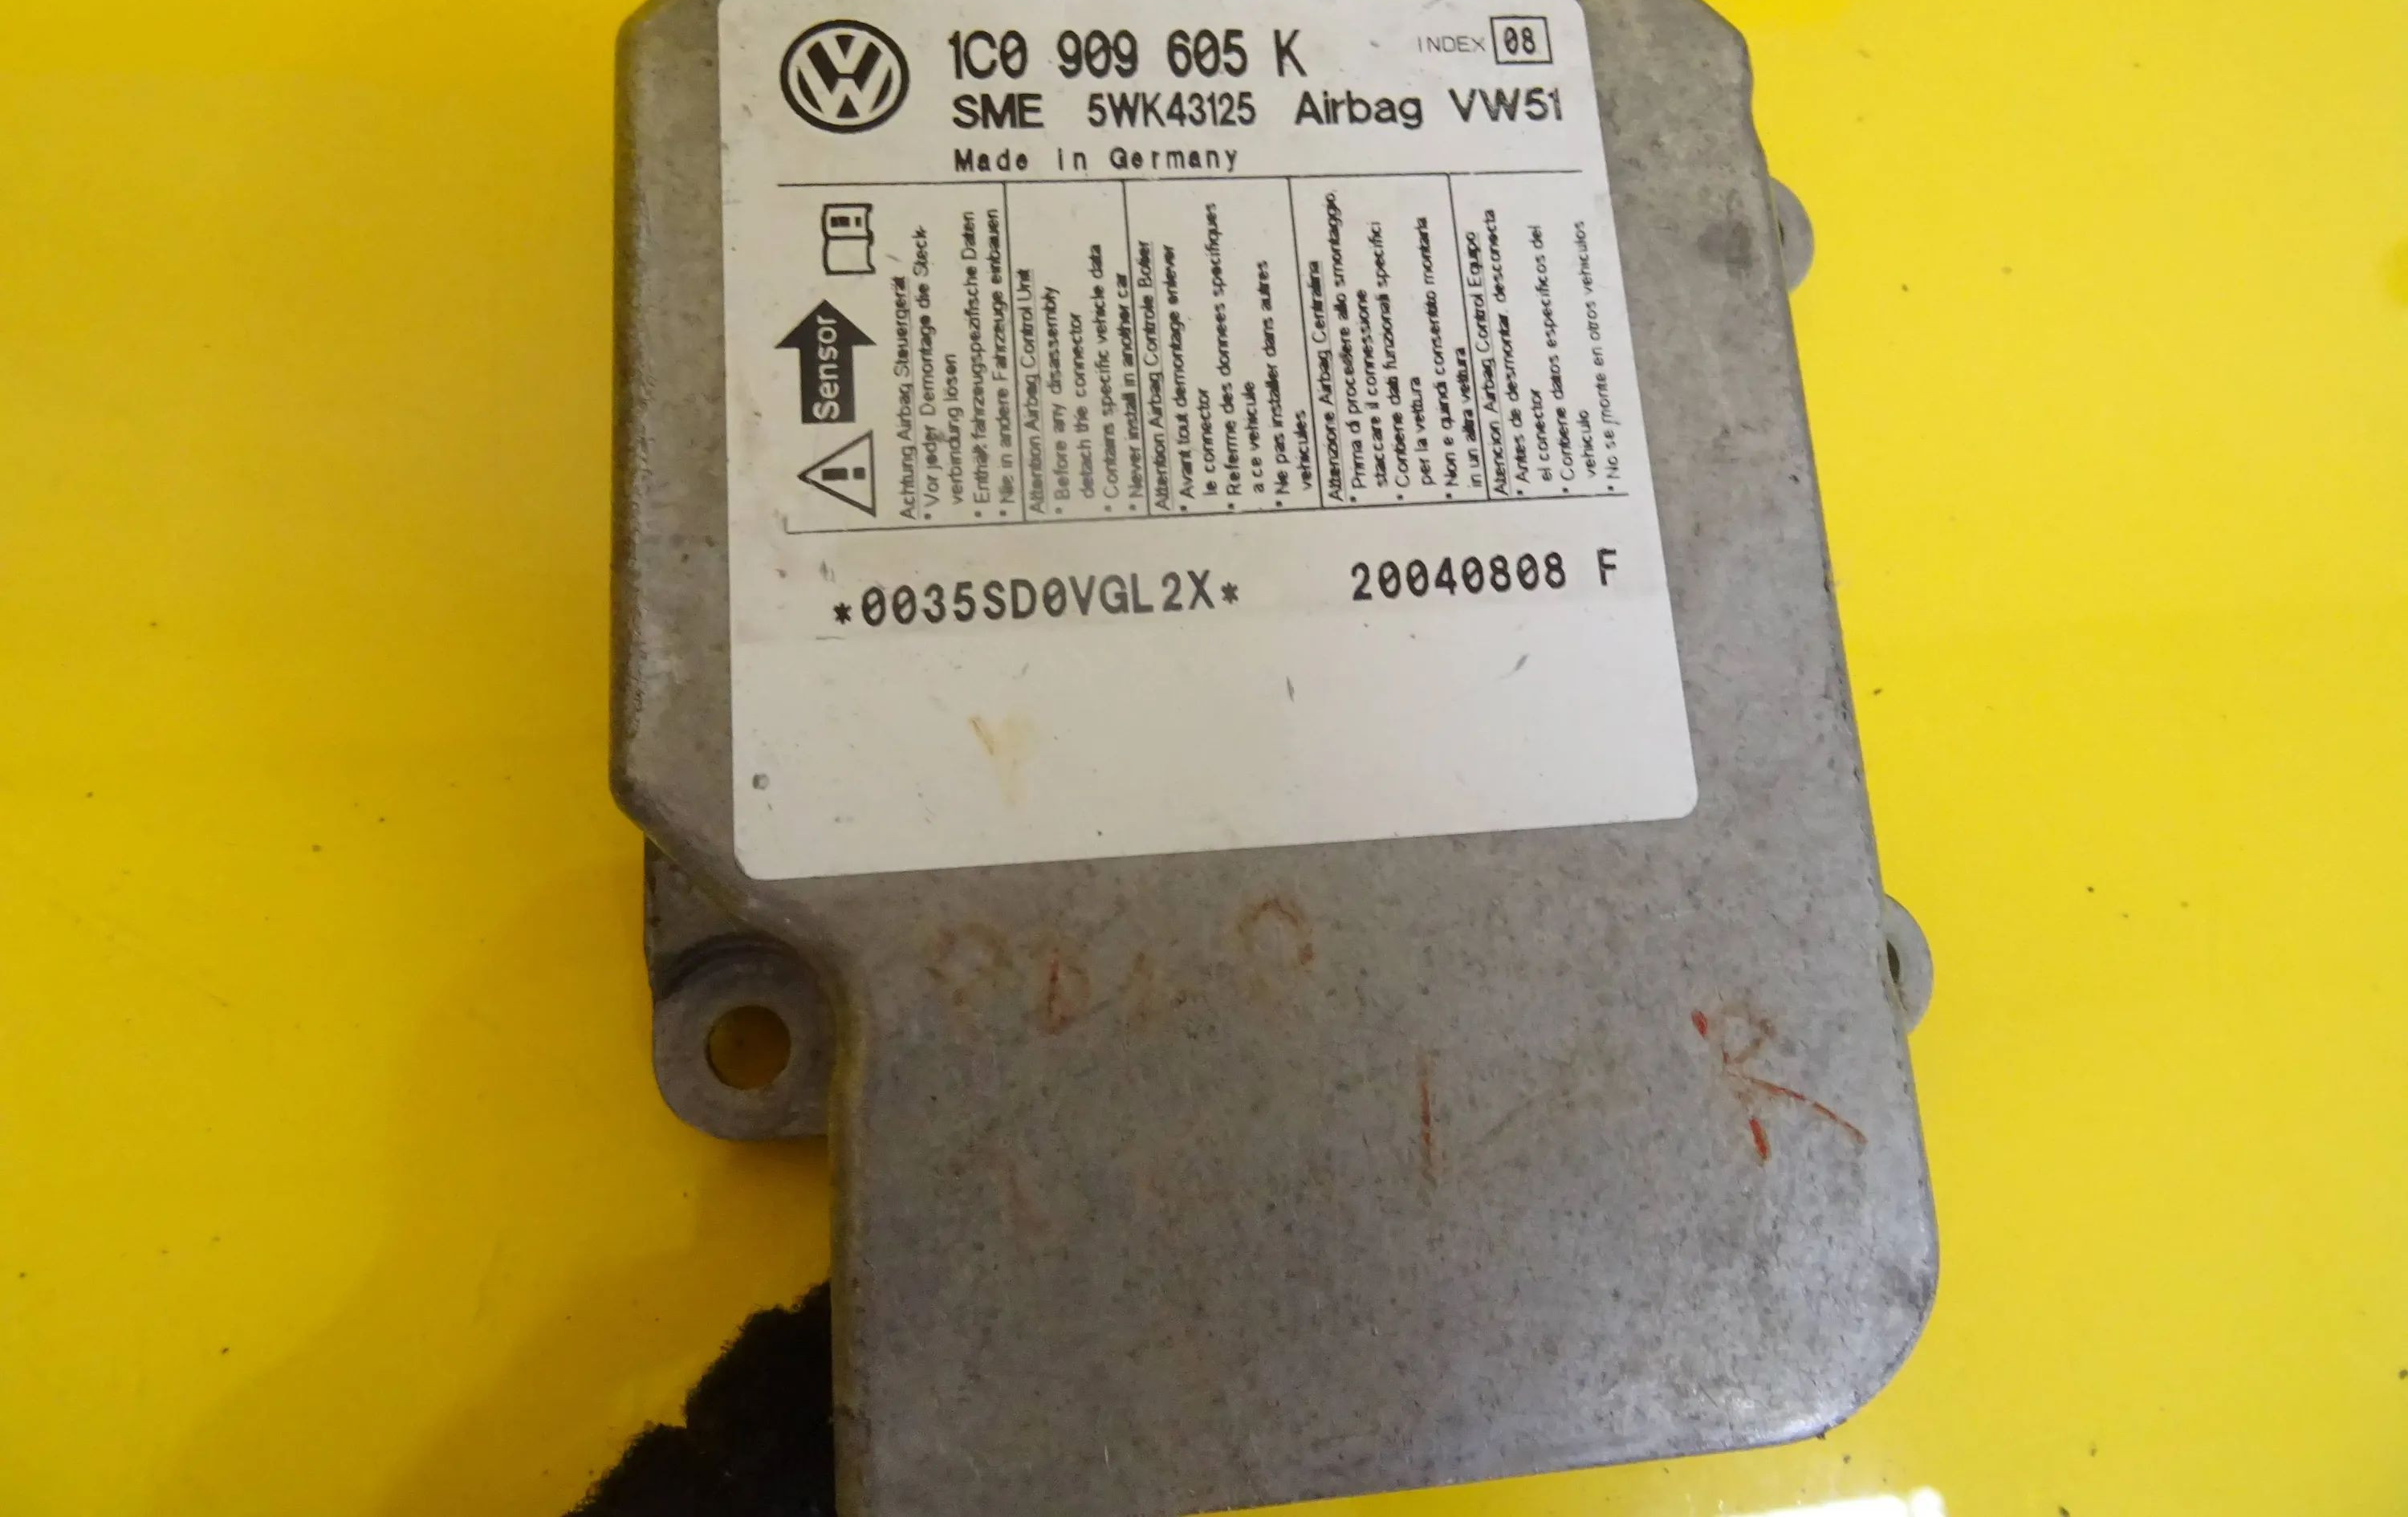 1C0 909 605 K
INDEX 08
SME 5WK43125 Airbag VW51
Made in Germany
Sensor
Achtung Airbag Steuergerät
* Vor jeder Demontage die Steck-
verbindung lösen
* Enthält fahrzeugspezifische Daten
* Nie in andere Fahrzeuge einbauen
Attention Airbag Control Unit
* Before any disassembly
detach the connector
* Contains specific vehicle data
* Never install in another car
Attention Airbag Controle Boîtier
* Avant tout demontage enlever
le connector
* Referme des donnees specifiques
a ce vehicule
* Ne pas installer dans autres
vehicules
Attenzione Airbag Centralina
* Prima di procedere allo smontaggio,
staccare il connessione
* Contiene dati funzionali specifici
per la vettura
* Non e quindi consentito montarla
in un altra vettura
Atencion Airbag Control Equipo
* Antes de desmontar, desconecta
el conector
* Contiene datos especificos del
vehiculo
* No se monte en otros vehiculos
*0035SD0VGL2X* 20040808 F